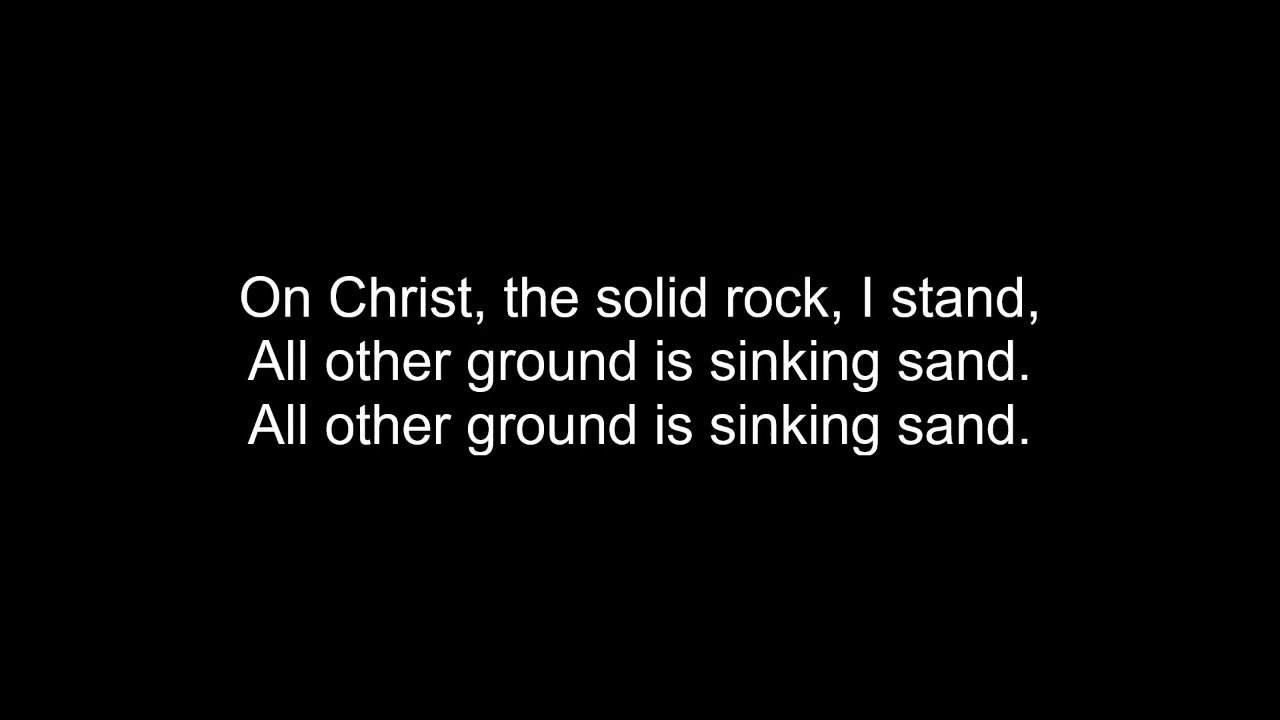 On Christ, the solid rock, I stand,
All other ground is sinking sand.
All other ground is sinking sand.